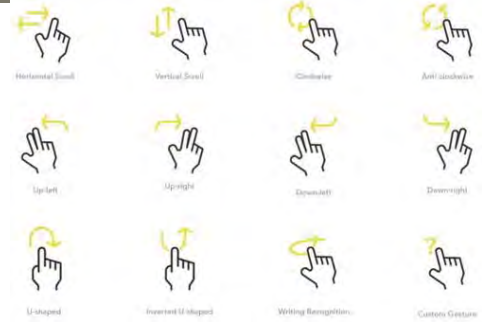 Horizontal Scroll
Vertical Scroll
Clockwise
Anti clockwise
Up-left
Up-right
Down-left
Down-right
U-shaped
Inverted U-shaped
Writing Recognition
?
Custom Gesture